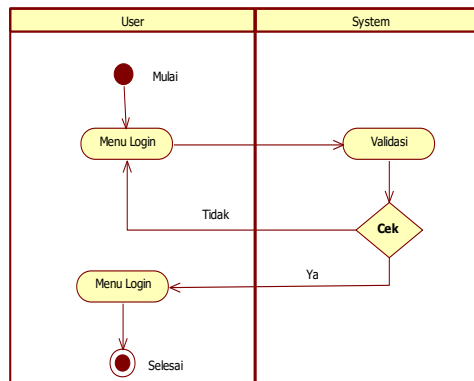 User
System
Mulai
Menu Login
Validasi
Tidak
Cek
Ya
Menu Login
Selesai